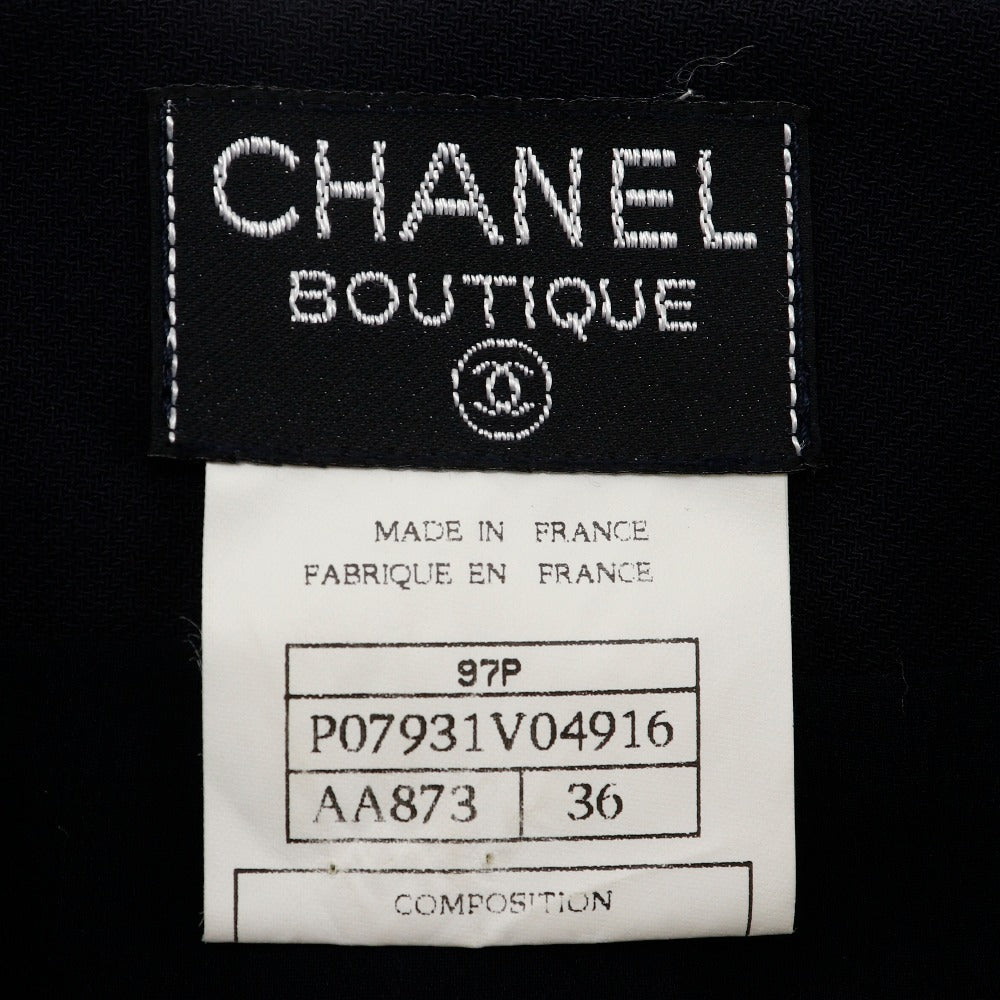 CHANEL
BOUTIQUE
MADE IN FRANCE
FABRIQUE EN FRANCE
97P
P07931V04916
AA873 36
COMPOSITION